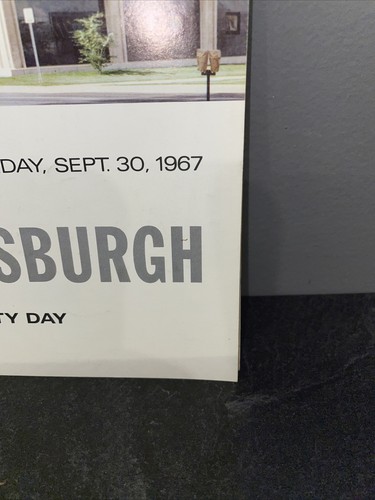 DAY, SEPT. 30, 1967
SBURGH
TY DAY